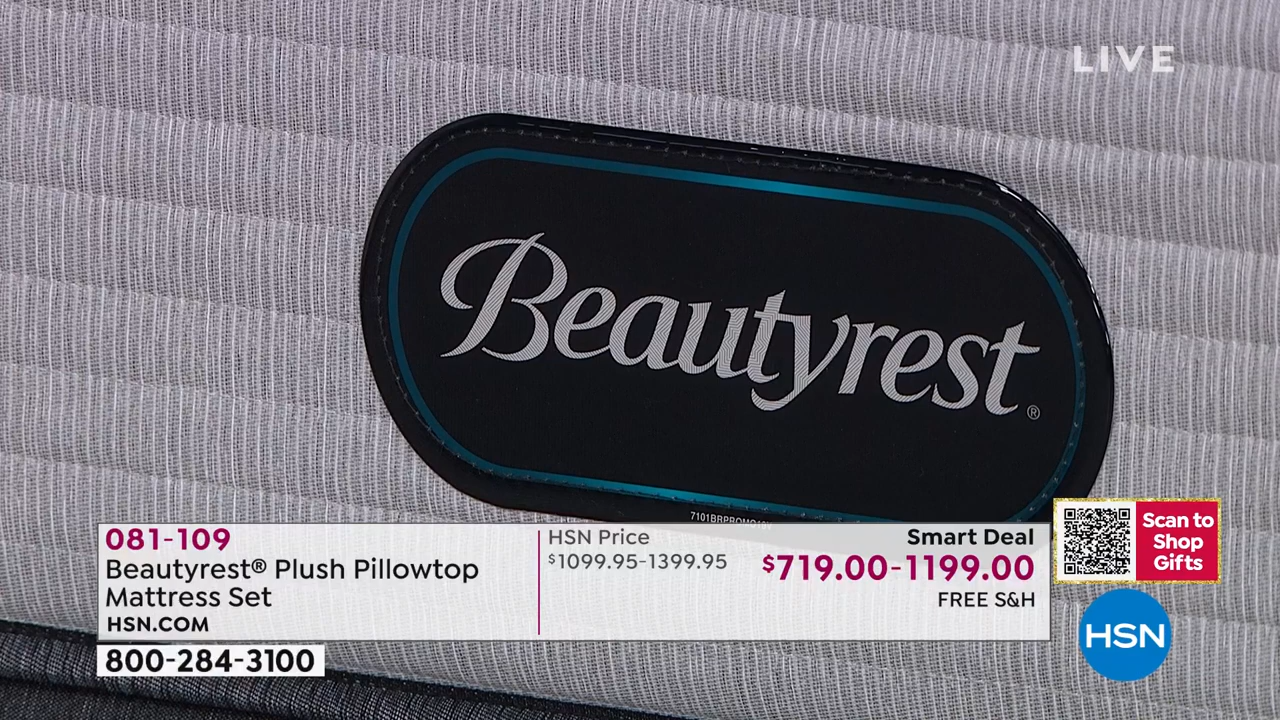 LIVE
Beautyrest®
081-109
Beautyrest® Plush Pillowtop
Mattress Set
HSN.COM
800-284-3100
HSN Price
$1099.95-1399.95
Smart Deal
$719.00-1199.00
FREE S&H
Scan to
Shop
Gifts
HSN